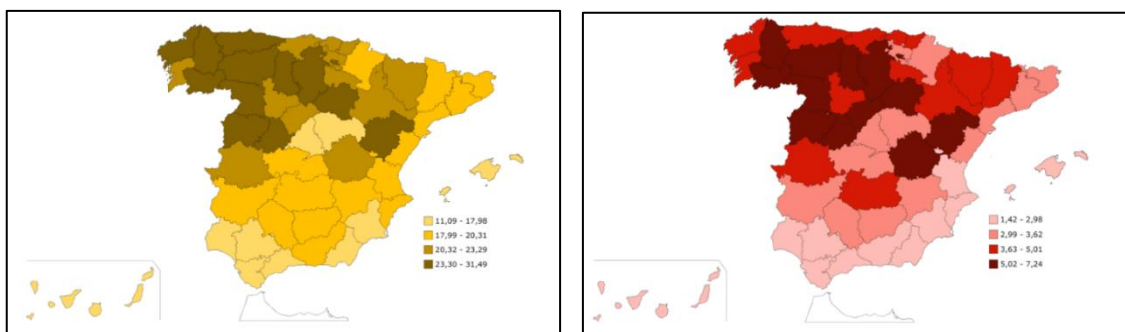 11,09 - 17,98
17,99 - 20,31
20,32 - 23,29
23,30 - 31,49
1,42 - 2,98
2,99 - 3,62
3,63 - 5,01
5,02 - 7,24